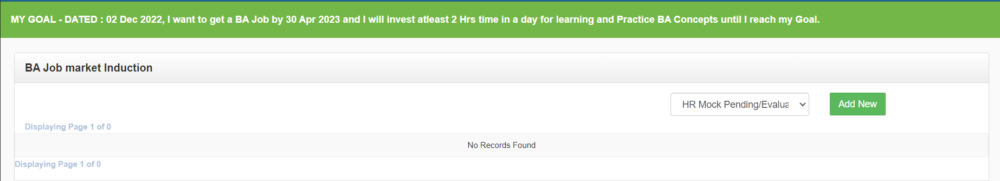 MY GOAL - DATED : 02 Dec 2022, I want to get a BA Job by 30 Apr 2023 and I will invest atleast 2 Hrs time in a day for learning and Practice BA Concepts until I reach my Goal.
BA Job market Induction
HR Mock Pending/Evalua
Add New
Displaying Page 1 of 0
No Records Found
Displaying Page 1 of 0